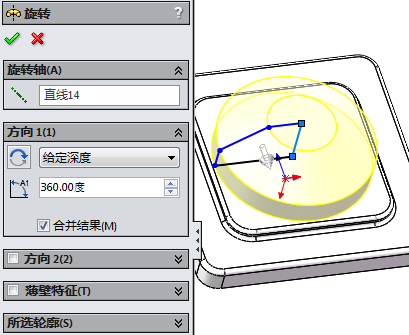 旋转
?
旋转轴(A)
直线14
方向 1(1)
给定深度
A1
360.00度
合并结果(M)
方向 2(2)
薄壁特征(T)
所选轮廓(S)